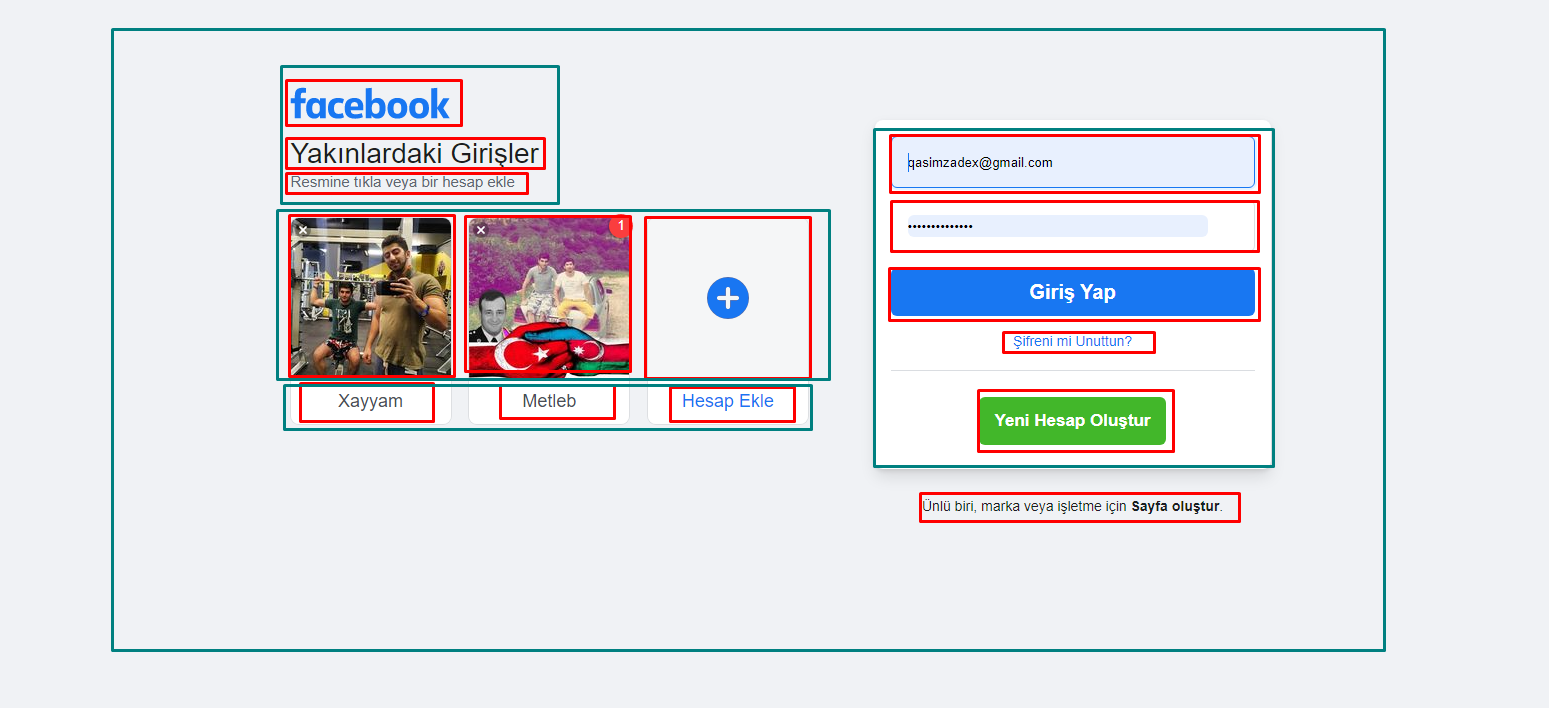 facebook
Yakınlardaki Girişler
Resmine tıkla veya bir hesap ekle
1
Xayyam
Metleb
Hesap Ekle
qasimzadex@gmail.com
••••••••••••••
Giriş Yap
Şifreni mi Unuttun?
Yeni Hesap Oluştur
Ünlü biri, marka veya işletme için Sayfa oluştur.